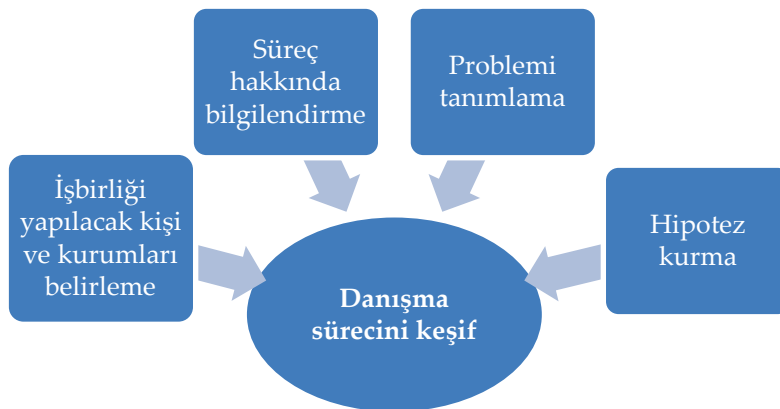 İşbirliği
yapılacak kişi
ve kurumları
belirleme
Süreç
hakkında
bilgilendirme
Problemi
tanımlama
Hipotez
kurma
Danışma
sürecini keşif